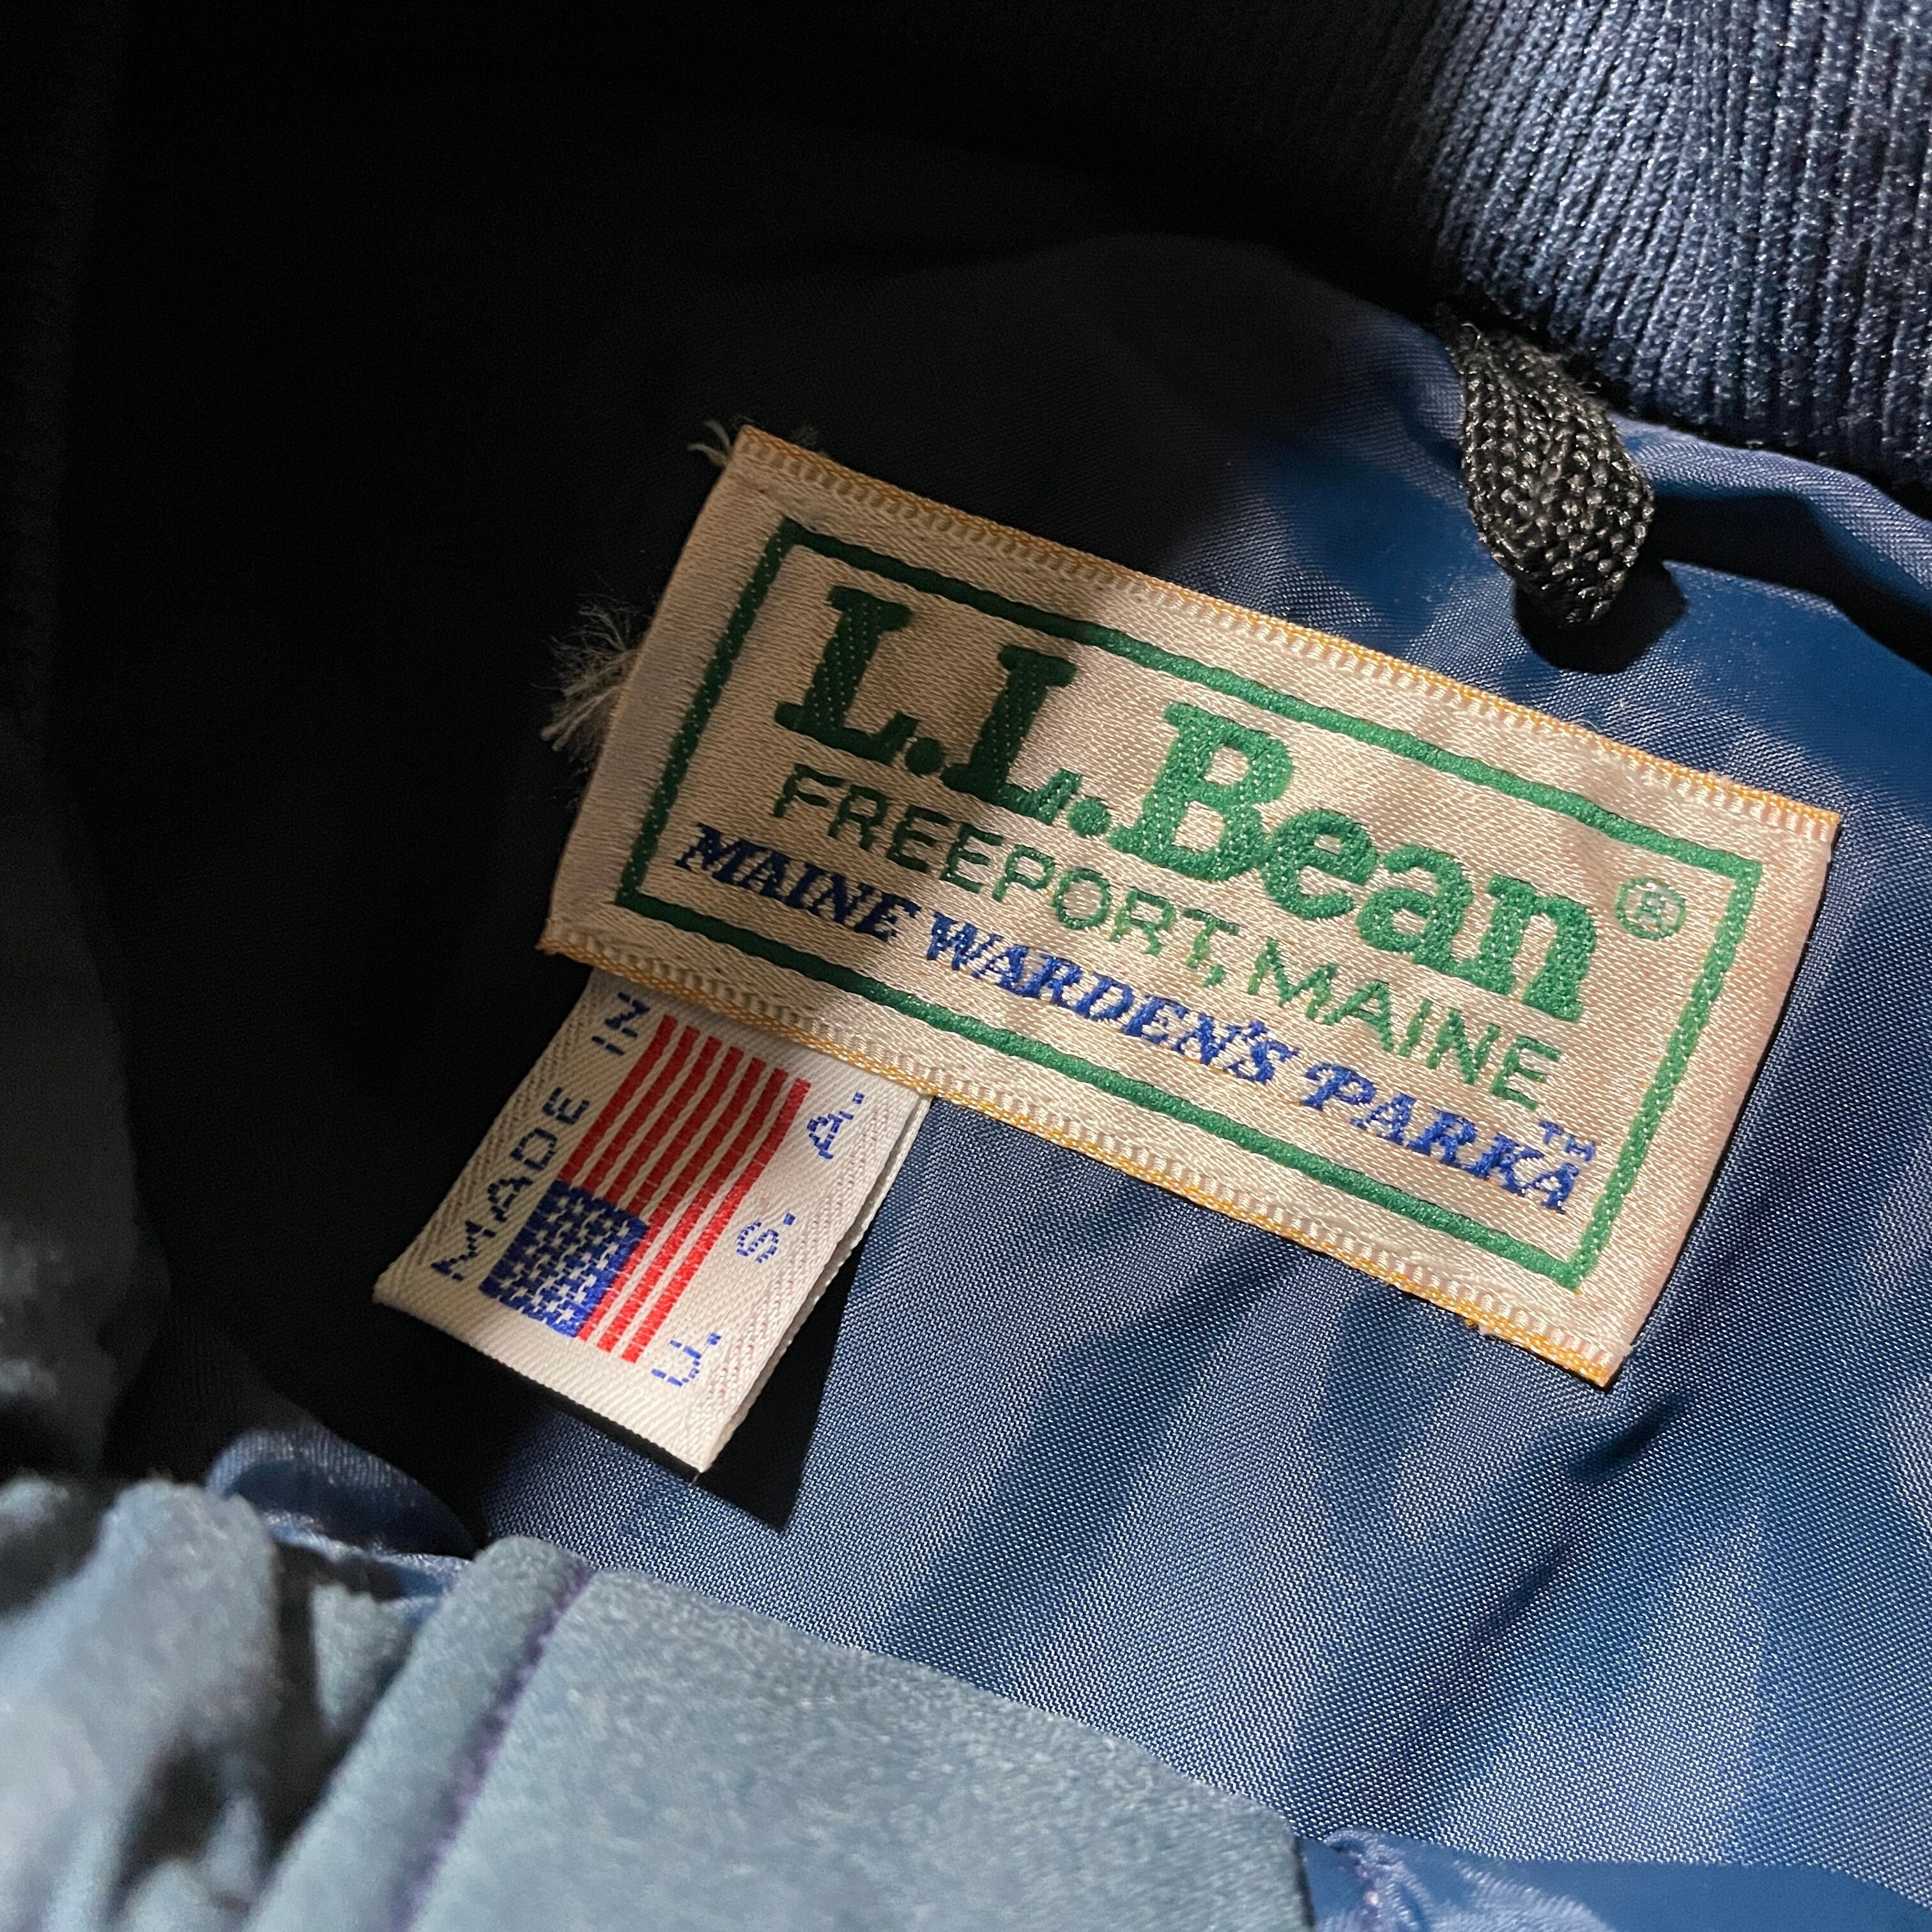 L.L.Bean®
FREEPORT, MAINE
MAINE WARDEN'S PARKA™
MADE IN
U. S. A.